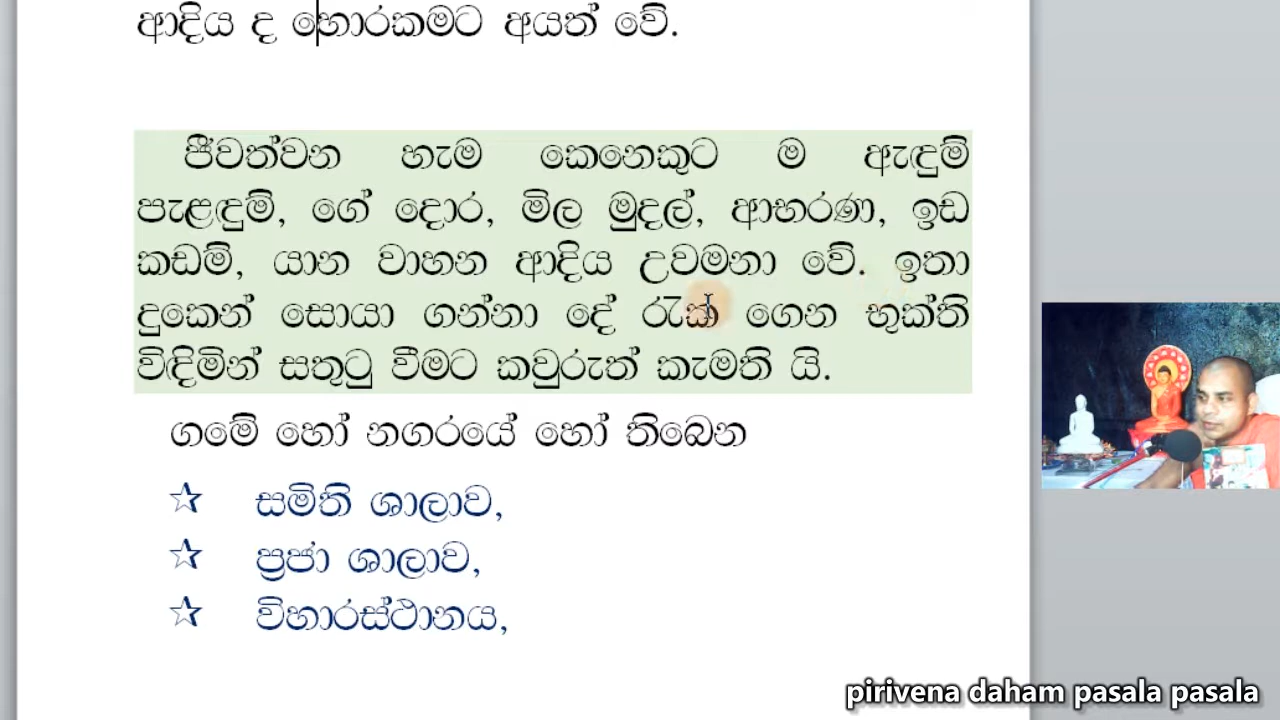 ආදිය ද හොරකමට අයත් වේ.
ජීවත්වන හැම කෙනෙකුට ම ඇඳුම්
පැළඳුම්, ගේ දොර, මිල මුදල්, ආභරණ, ඉඩ
කඩම්, යාන වාහන ආදිය උවමනා වේ. ඉතා
දුකෙන් සොයා ගන්නා දේ රැක් ගෙන භුක්ති
විඳිමින් සතුටු වීමට කවුරුත් කැමති යි.
ගමේ හෝ නගරයේ හෝ තිබෙන
☆ සමිති ශාලාව,
☆ ප්‍රජා ශාලාව,
☆ විහාරස්ථානය,
pirivena daham pasala pasala